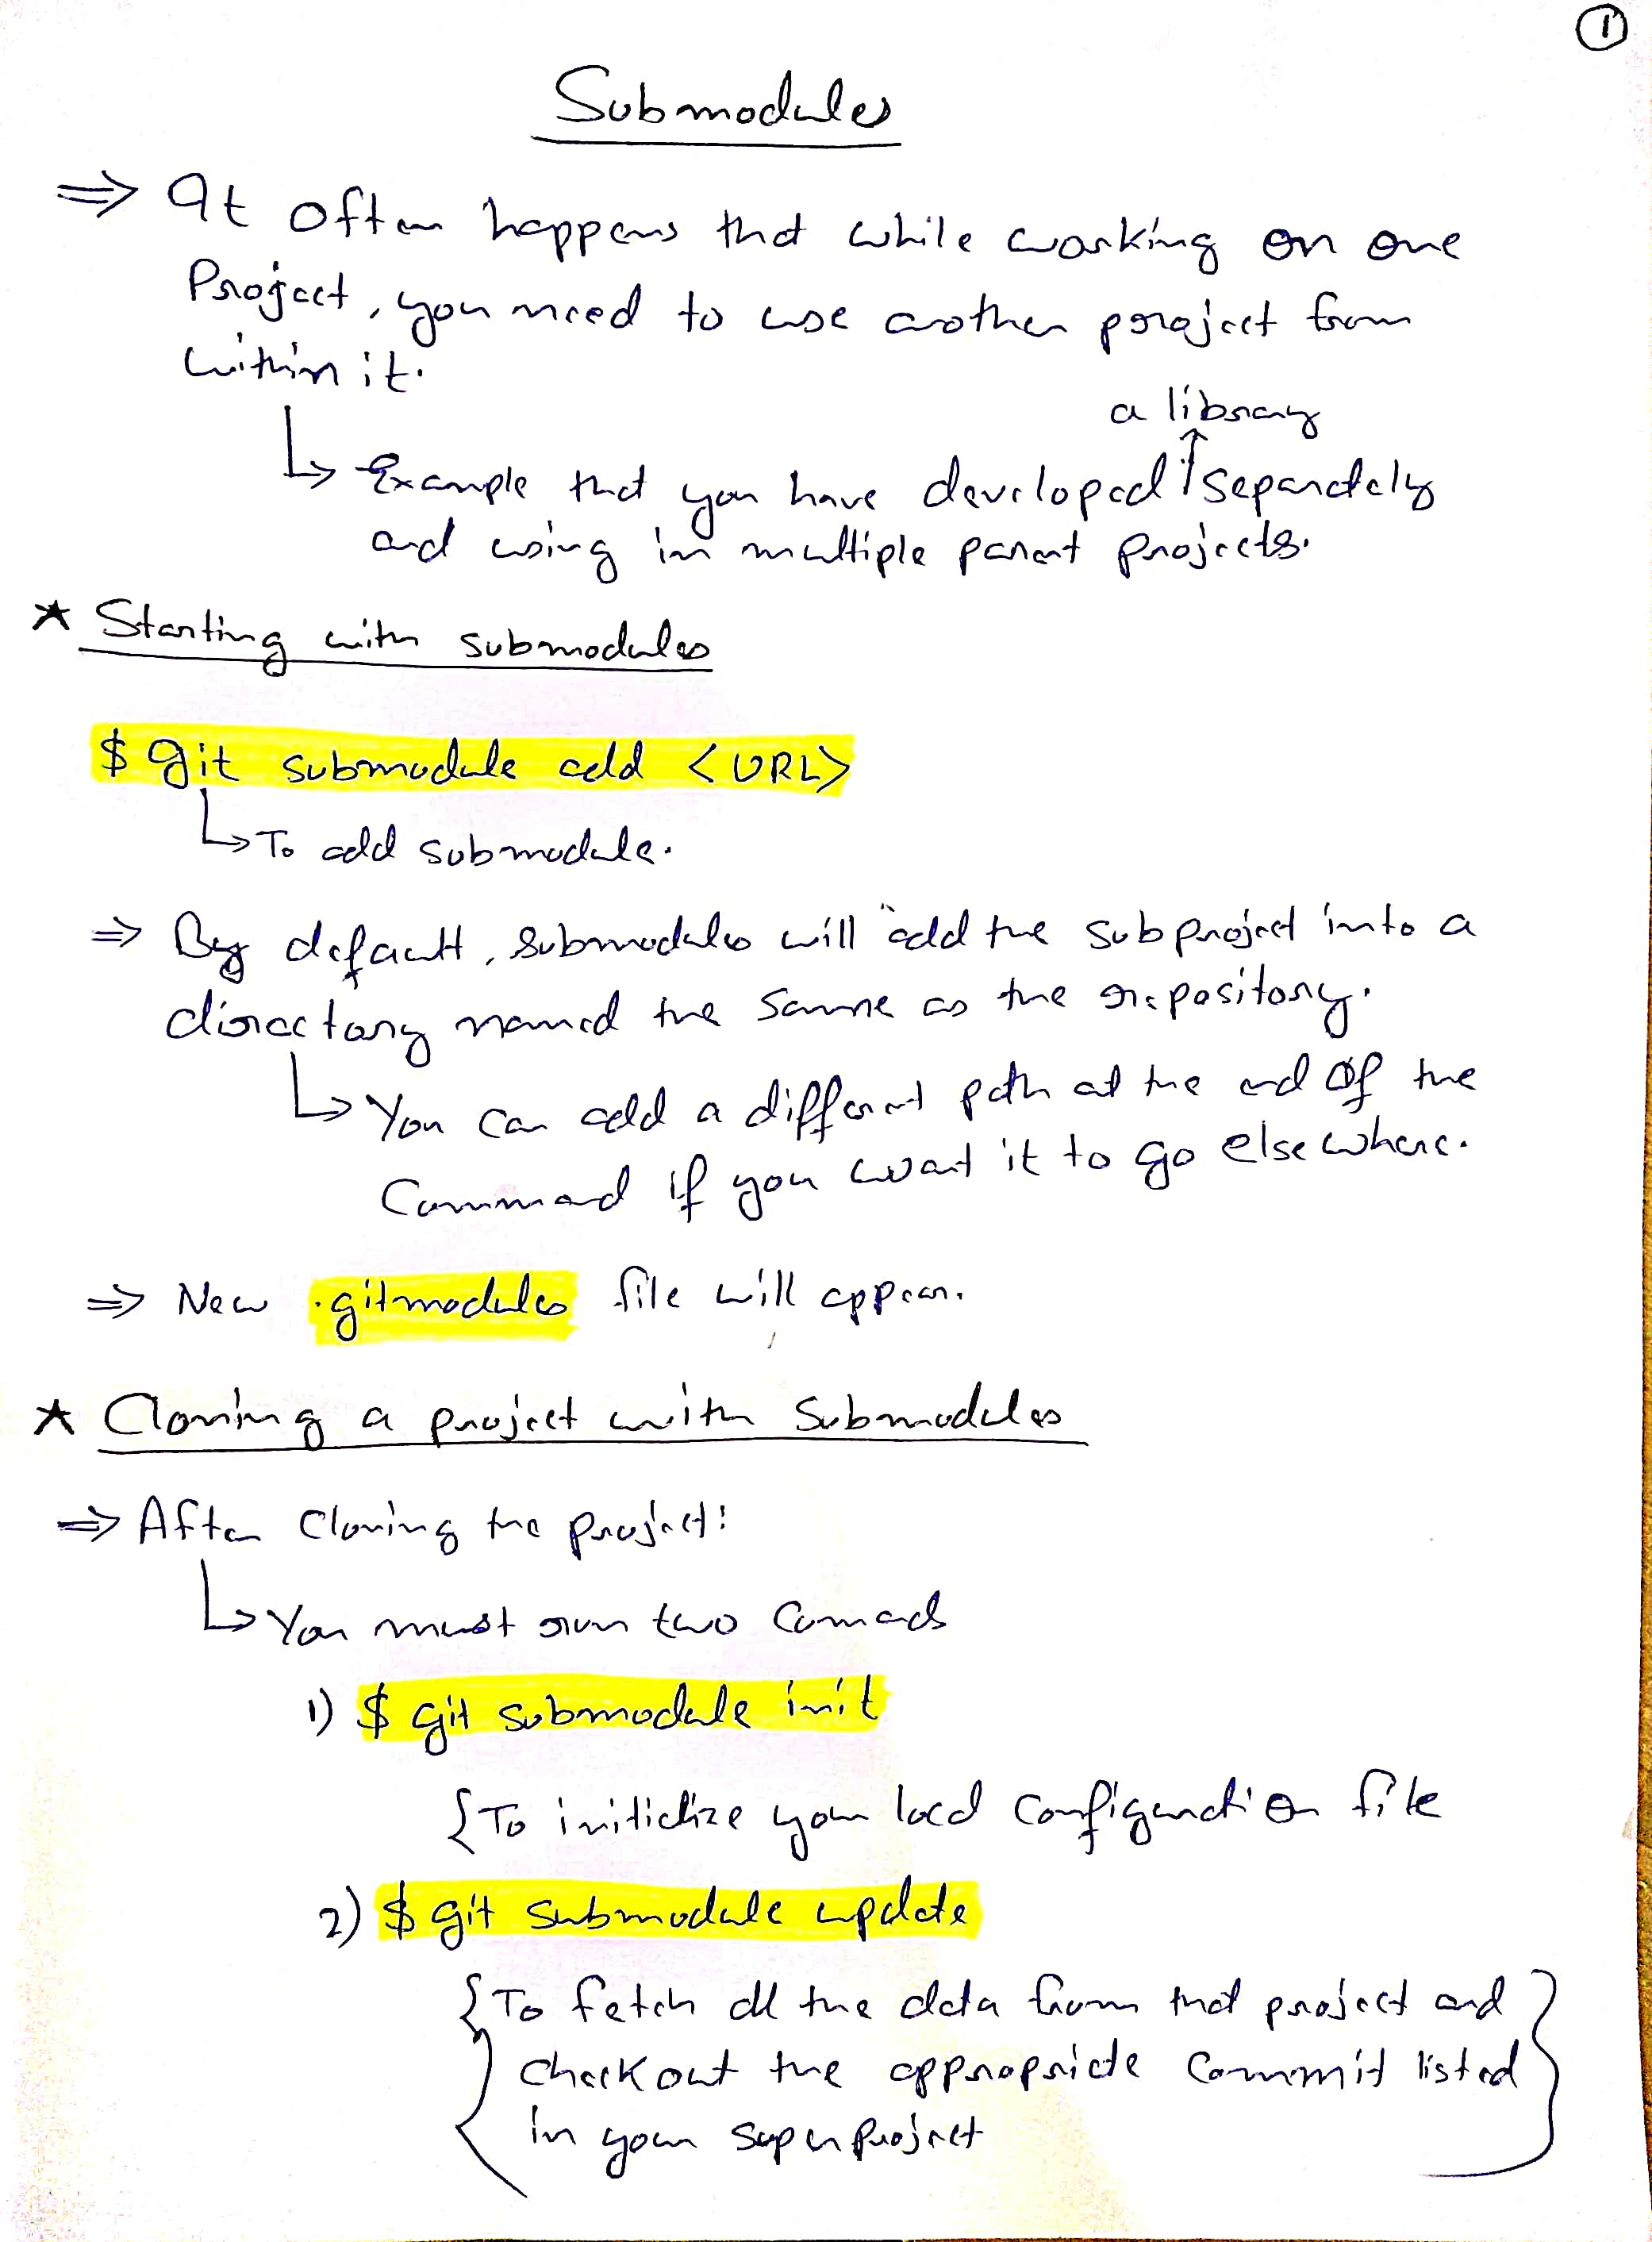 1
Submodules
⇒ It often happens that while working on one
Project, you need to use another project from
within it.
a library
↳ Example that you have developed ↑ separately
and using in multiple parent projects.
* Starting with submodules
$ git submodule add <URL>
↳ To add submodule.
⇒ By default, submodules will add the subproject into a
directory named the same as the repository.
↳ You can add a different path at the end of the
Command if you want it to go elsewhere.
⇒ New .gitmodules file will appear.
* Cloning a project with Submodules
⇒ After Cloning the project:
↳ You must run two Comads
1) $ git submodule init
{To initialize your local configuration file
2) $ git submodule update
{To fetch all the data from that project and
checkout the appropriate Commit listed
in your superproject}